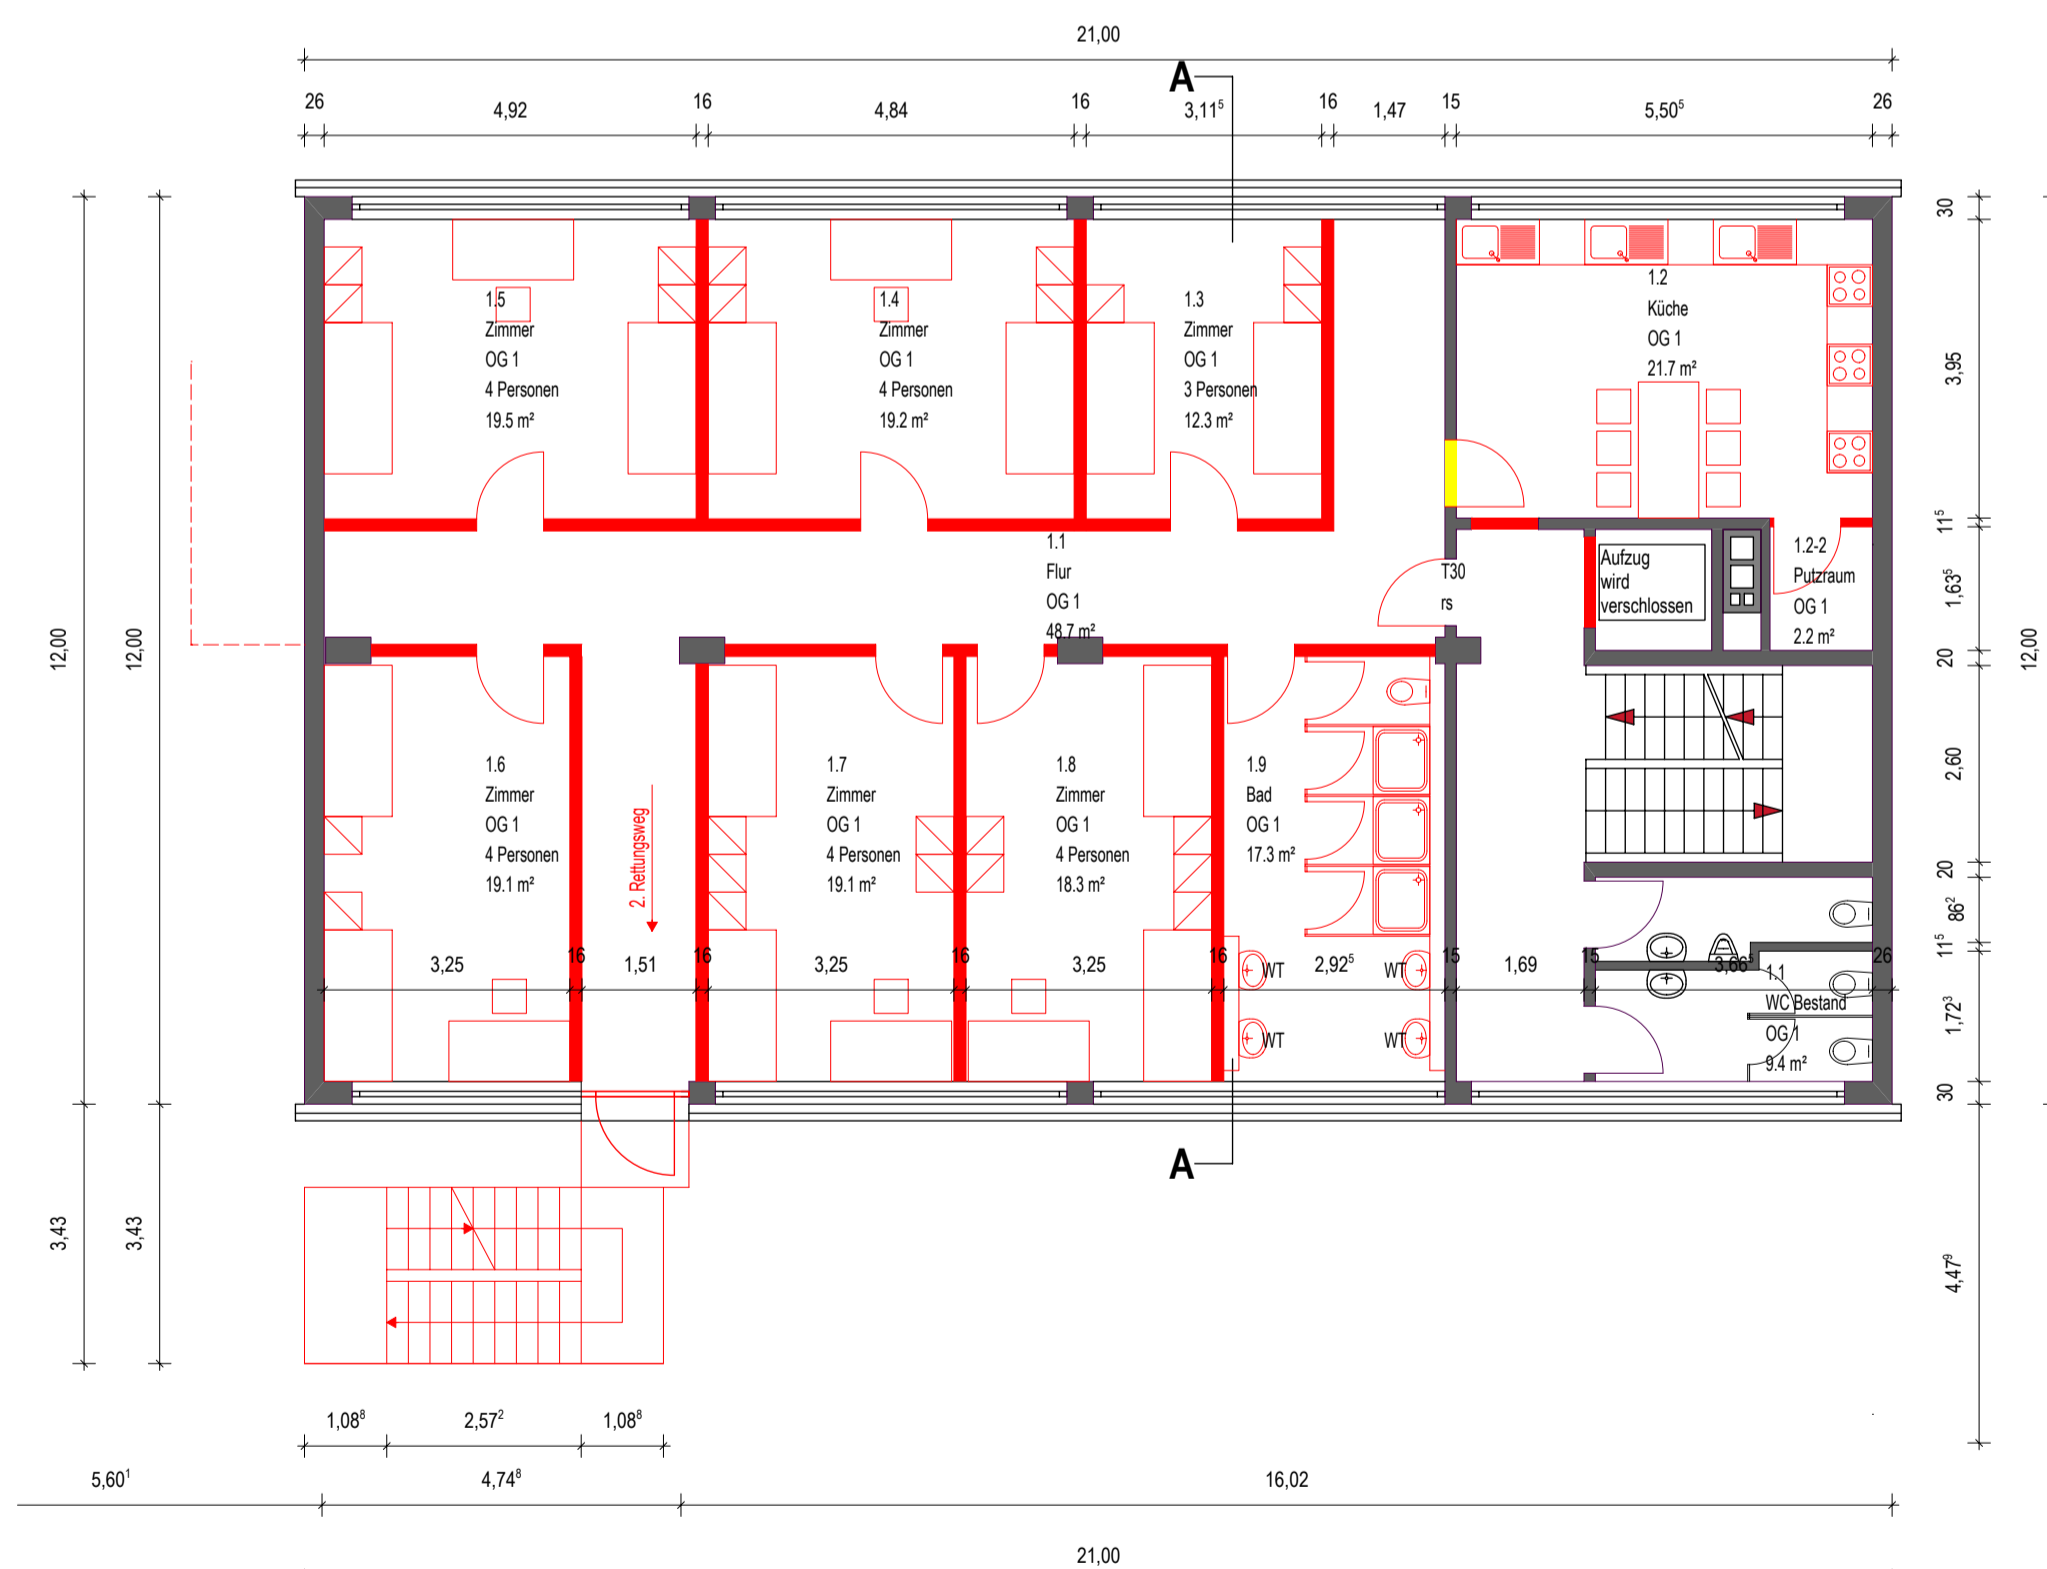 21,00
A
26
4,92
16
4,84
16
3,11⁵
16
1,47
15
5,50⁵
26
1.5
Zimmer
OG 1
4 Personen
19.5 m²
1.4
Zimmer
OG 1
4 Personen
19.2 m²
1.3
Zimmer
OG 1
3 Personen
12.3 m²
1.2
Küche
OG 1
21.7 m²
1.1
Flur
OG 1
48.7 m²
T30
rs
Aufzug
wird
verschlossen
1.2-2
Putzraum
OG 1
2.2 m²
12,00
12,00
30
3,95
11⁵
1,63⁵
20
2,60
20
86²
11⁵
1,72³
30
12,00
1.6
Zimmer
OG 1
4 Personen
19.1 m²
2. Rettungsweg
1.7
Zimmer
OG 1
4 Personen
19.1 m²
1.8
Zimmer
OG 1
4 Personen
18.3 m²
1.9
Bad
OG 1
17.3 m²
3,25
16
1,51
16
3,25
16
3,25
16
2,92⁵
15
1,69
15
3,66⁵
26
WT
WT
WT
WT
1.1
WC Bestand
OG 1
9.4 m²
A
3,43
3,43
4,47⁹
1,08⁸
2,57²
1,08⁸
5,60¹
4,74⁸
16,02
21,00